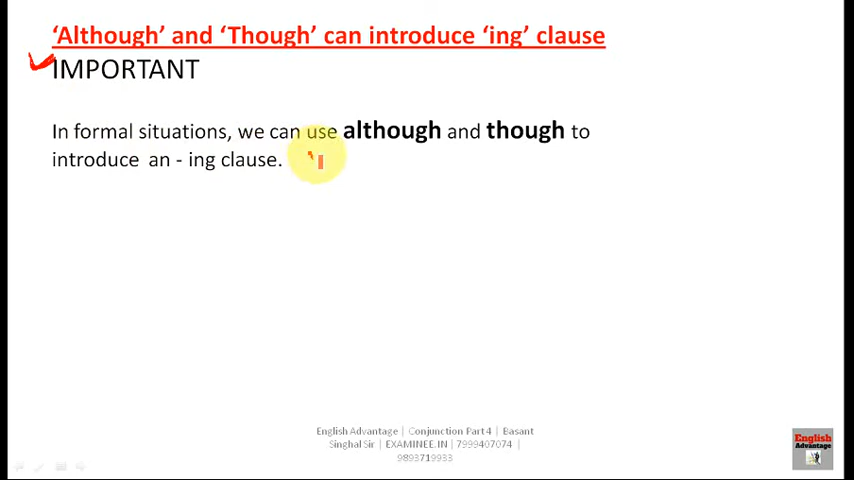 ‘Although’ and ‘Though’ can introduce ‘ing’ clause
IMPORTANT
In formal situations, we can use although and though to
introduce an - ing clause.
English Advantage | Conjunction Part 4 | Basant
Singhal Sir | EXAMINEE.IN | 7999407074 |
9893719933
English
Advantage